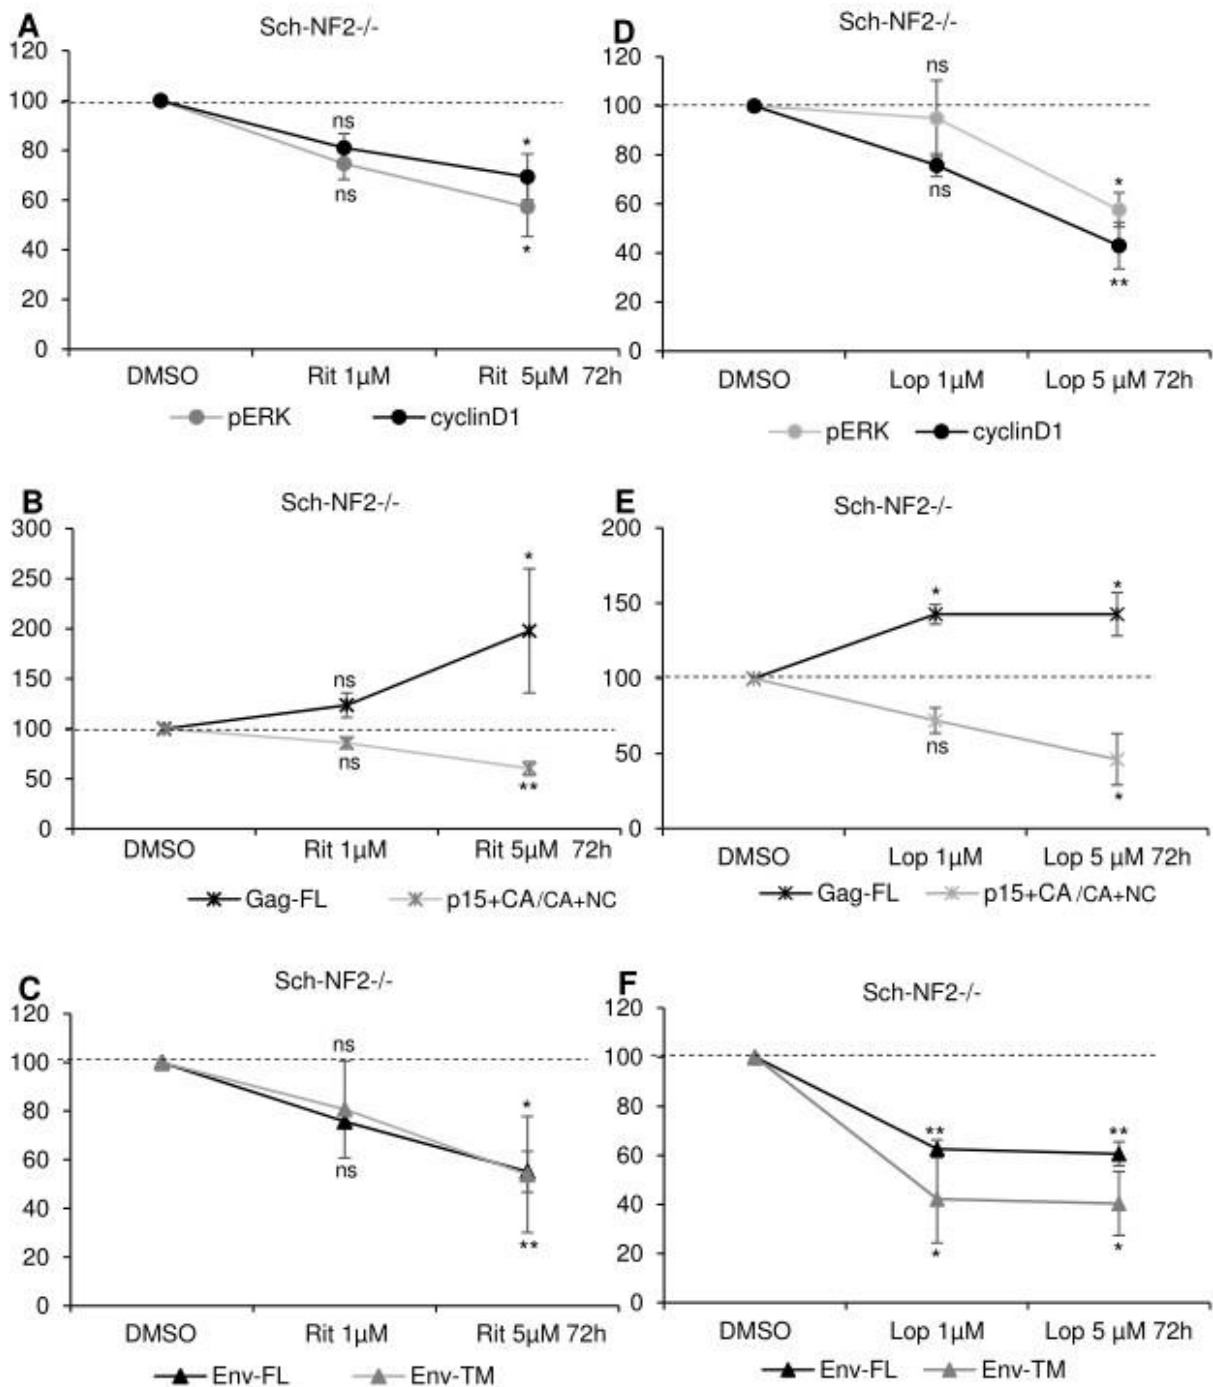 A
Sch-NF2-/-
120
100
80
60
40
20
0
ns
ns
*
*
DMSO Rit 1µM Rit 5µM 72h
pERK cyclinD1
D
Sch-NF2-/-
120
100
80
60
40
20
0
ns
ns
*
**
DMSO Lop 1µM Lop 5 µM 72h
pERK cyclinD1
B
Sch-NF2-/-
300
250
200
150
100
50
0
ns
ns
*
**
DMSO Rit 1µM Rit 5µM 72h
Gag-FL p15+CA/CA+NC
E
Sch-NF2-/-
200
150
100
50
0
*
ns
*
*
DMSO Lop 1µM Lop 5 µM 72h
Gag-FL p15+CA/CA+NC
C
Sch-NF2-/-
120
100
80
60
40
20
0
ns
ns
*
**
DMSO Rit 1µM Rit 5µM 72h
Env-FL Env-TM
F
Sch-NF2-/-
120
100
80
60
40
20
0
**
*
**
*
DMSO Lop 1µM Lop 5 µM 72h
Env-FL Env-TM